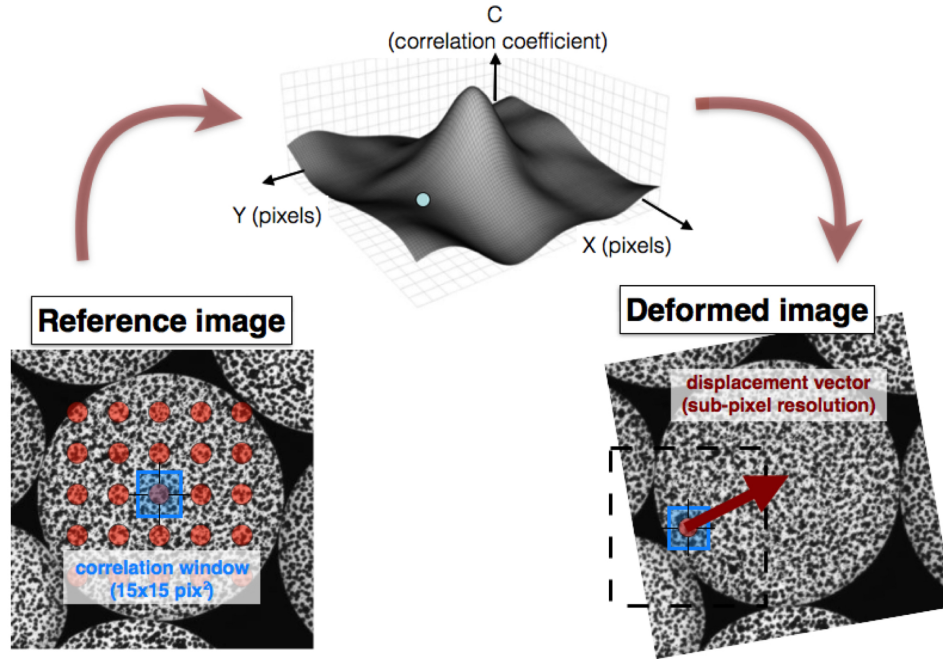 C
(correlation coefficient)
Y (pixels)
X (pixels)
Reference image
Deformed image
displacement vector
(sub-pixel resolution)
correlation window
(15x15 pix²)